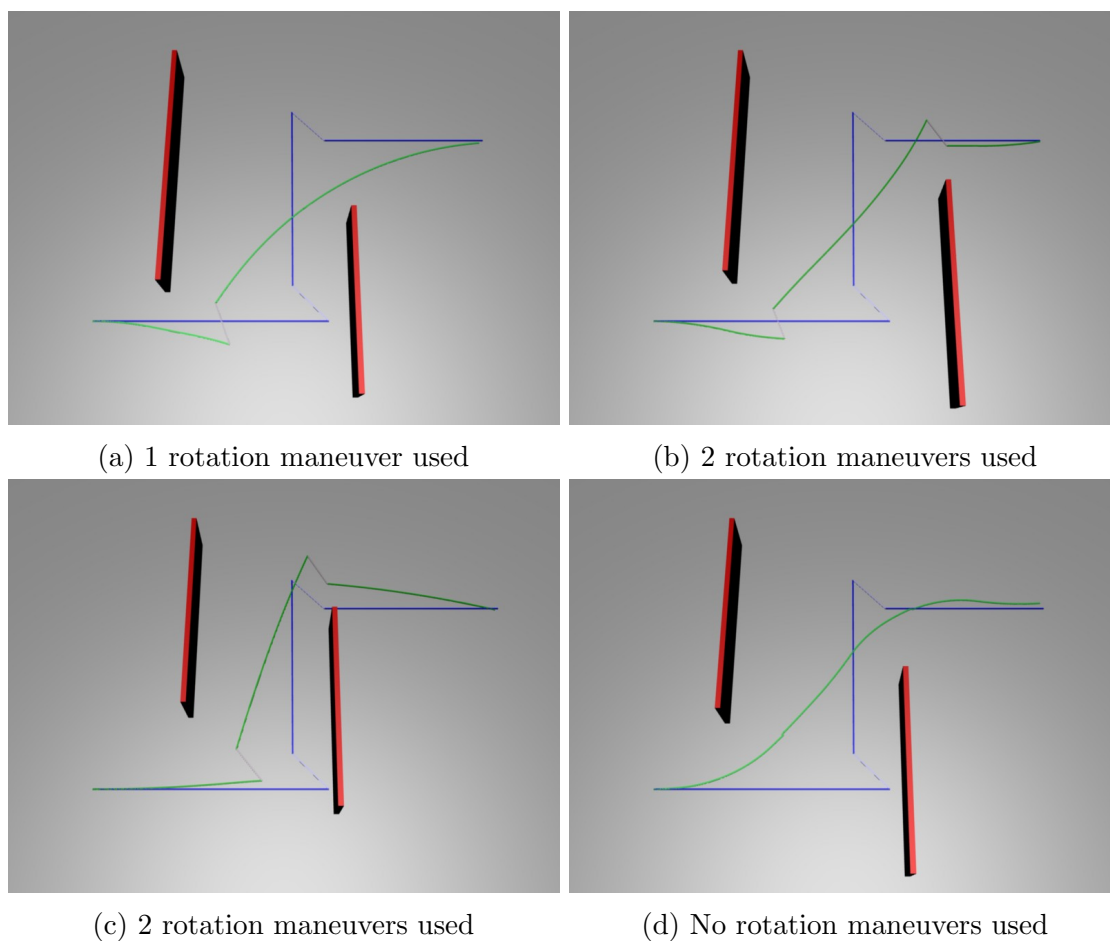 (a) 1 rotation maneuver used
(b) 2 rotation maneuvers used
(c) 2 rotation maneuvers used
(d) No rotation maneuvers used